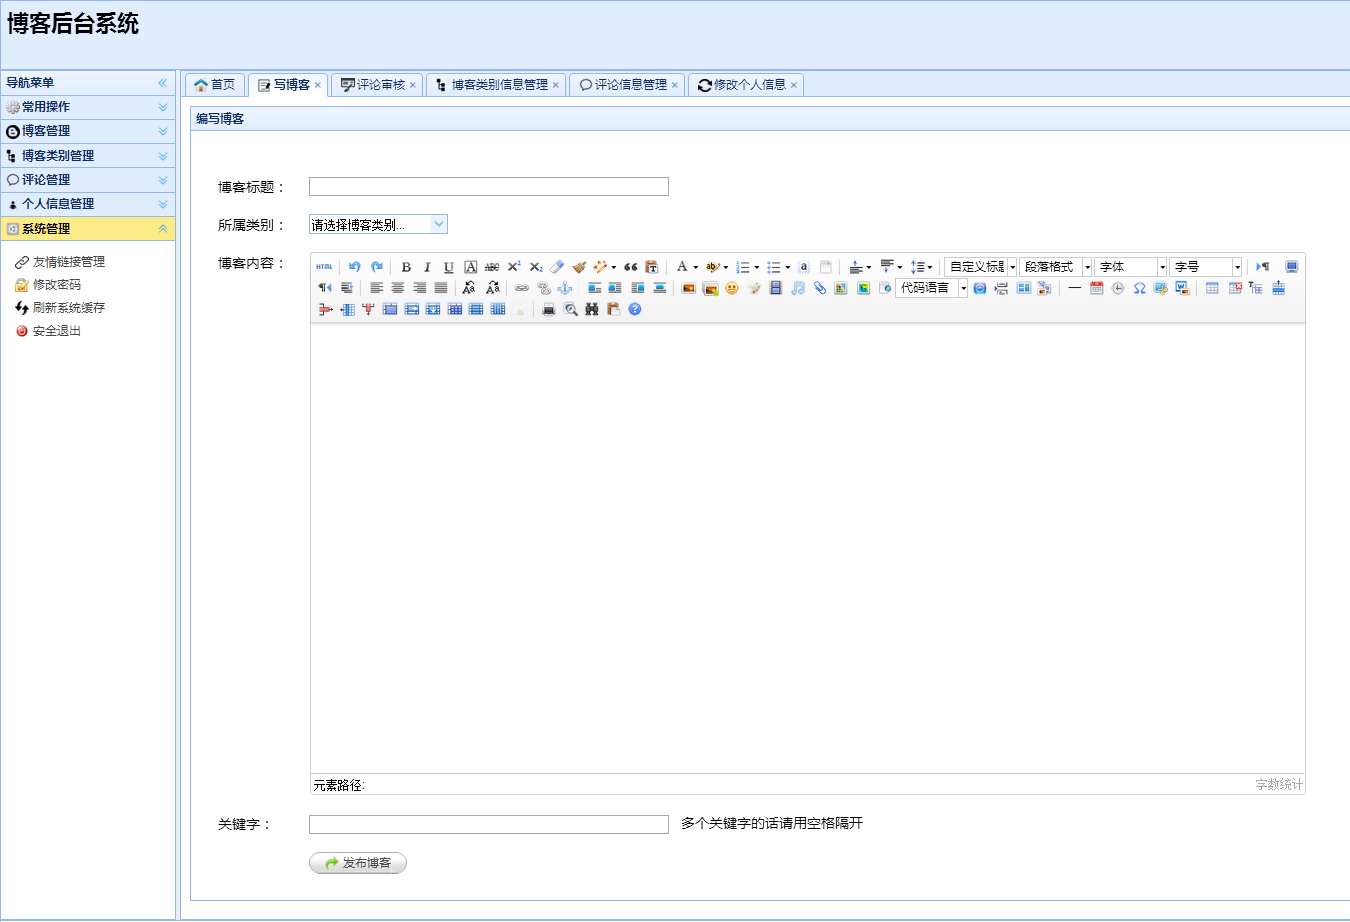 博客后台系统
导航菜单
常用操作
博客管理
博客类别管理
评论管理
个人信息管理
系统管理
友情链接管理
修改密码
刷新系统缓存
安全退出
首页 写博客 评论审核 博客类别信息管理 评论信息管理 修改个人信息
编写博客
博客标题：
所属类别： 请选择博客类别...
博客内容：
HTML B I U A ABC X² X₂ A ab a 自定义标题 段落格式 字体 字号
代码语言
元素路径: 字数统计
关键字： 多个关键字的话请用空格隔开
发布博客